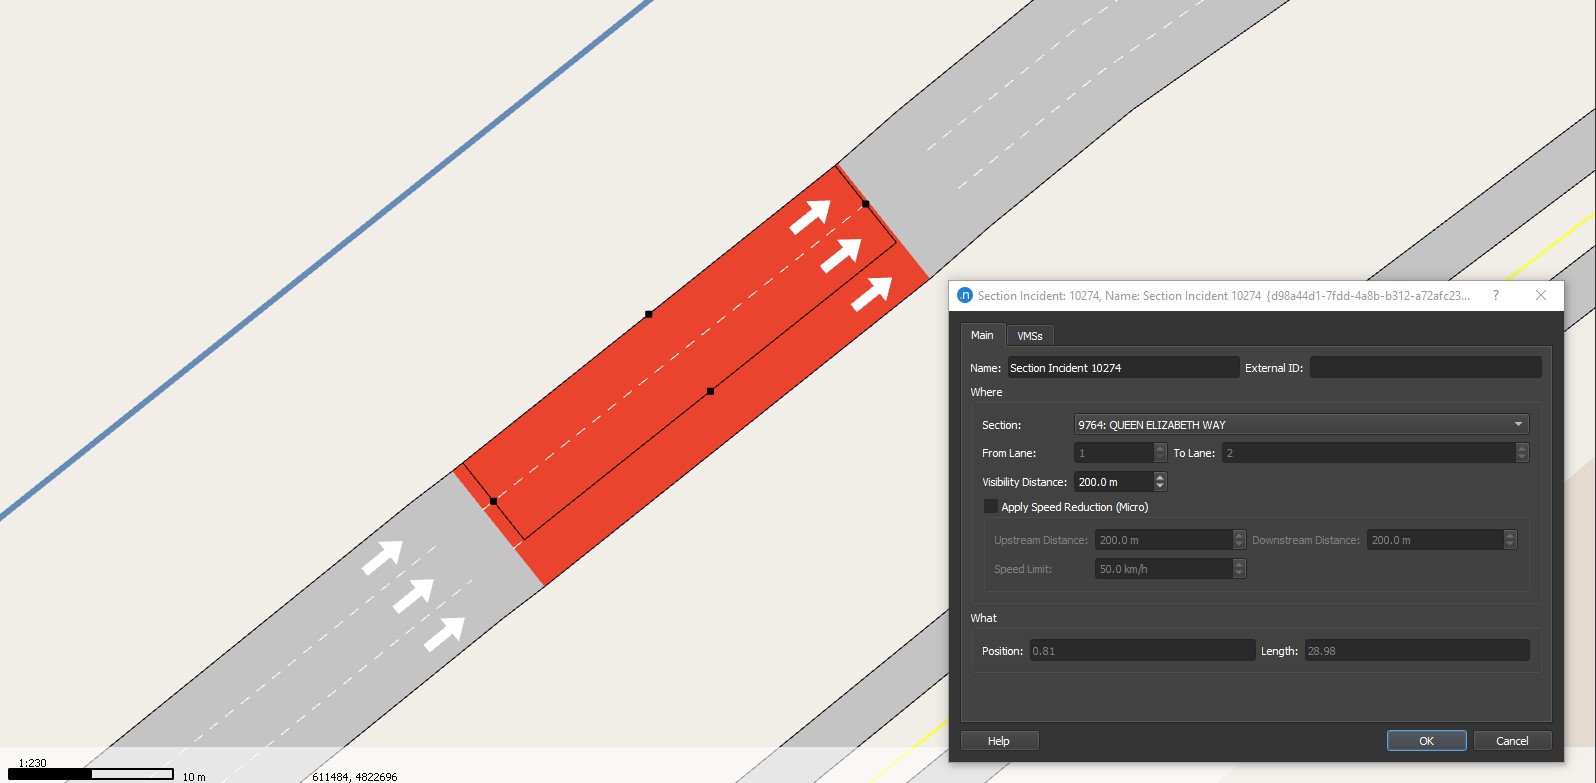 .n Section Incident: 10274, Name: Section Incident 10274 {d98a44d1-7fdd-4a8b-b312-a72afc23... ?
Main VMSs
Name: Section Incident 10274 External ID:
Where
Section: 9764: QUEEN ELIZABETH WAY
From Lane: 1 To Lane: 2
Visibility Distance: 200.0 m
Apply Speed Reduction (Micro)
Upstream Distance: 200.0 m Downstream Distance: 200.0 m
Speed Limit: 50.0 km/h
What
Position: 0.81 Length: 28.98
Help OK Cancel
1:230
10 m 611484, 4822696